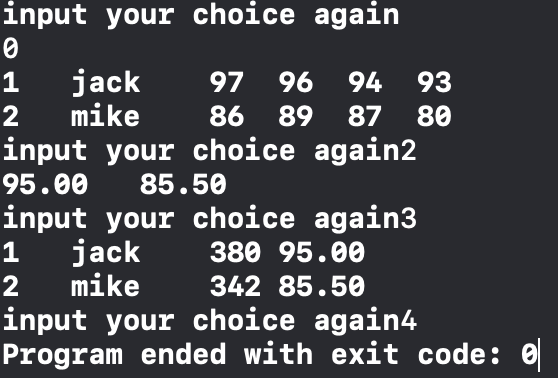 input your choice again
0
1 jack 97 96 94 93
2 mike 86 89 87 80
input your choice again2
95.00 85.50
input your choice again3
1 jack 380 95.00
2 mike 342 85.50
input your choice again4
Program ended with exit code: 0